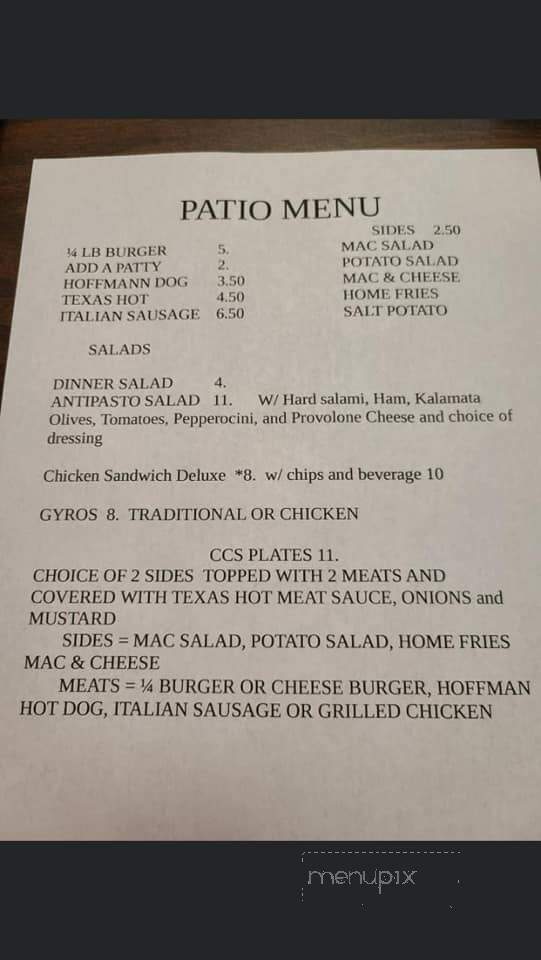 PATIO MENU
SIDES 2.50
¼ LB BURGER 5. MAC SALAD
ADD A PATTY 2. POTATO SALAD
HOFFMANN DOG 3.50 MAC & CHEESE
TEXAS HOT 4.50 HOME FRIES
ITALIAN SAUSAGE 6.50 SALT POTATO
SALADS
DINNER SALAD 4.
ANTIPASTO SALAD 11. W/ Hard salami, Ham, Kalamata
Olives, Tomatoes, Pepperocini, and Provolone Cheese and choice of
dressing
Chicken Sandwich Deluxe *8. w/ chips and beverage 10
GYROS 8. TRADITIONAL OR CHICKEN
CCS PLATES 11.
CHOICE OF 2 SIDES TOPPED WITH 2 MEATS AND
COVERED WITH TEXAS HOT MEAT SAUCE, ONIONS and
MUSTARD
SIDES = MAC SALAD, POTATO SALAD, HOME FRIES
MAC & CHEESE
MEATS = ¼ BURGER OR CHEESE BURGER, HOFFMAN
HOT DOG, ITALIAN SAUSAGE OR GRILLED CHICKEN
menupix